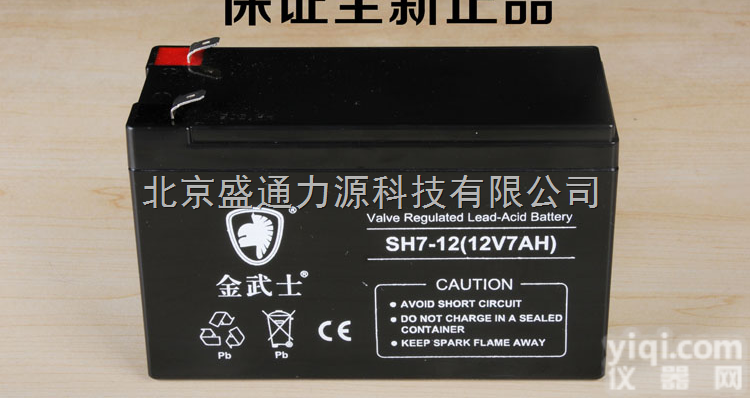 保证全新正品
北京盛通力源科技有限公司
Valve Regulated Lead-Acid Battery
SH7-12(12V7AH)
金武士®
CAUTION
• AVOID SHORT CIRCUIT
• DO NOT CHARGE IN A SEALED
CONTAINER
• KEEP SPARK FLAME AWAY
Pb
Pb
CE
yiqi.com
仪器网